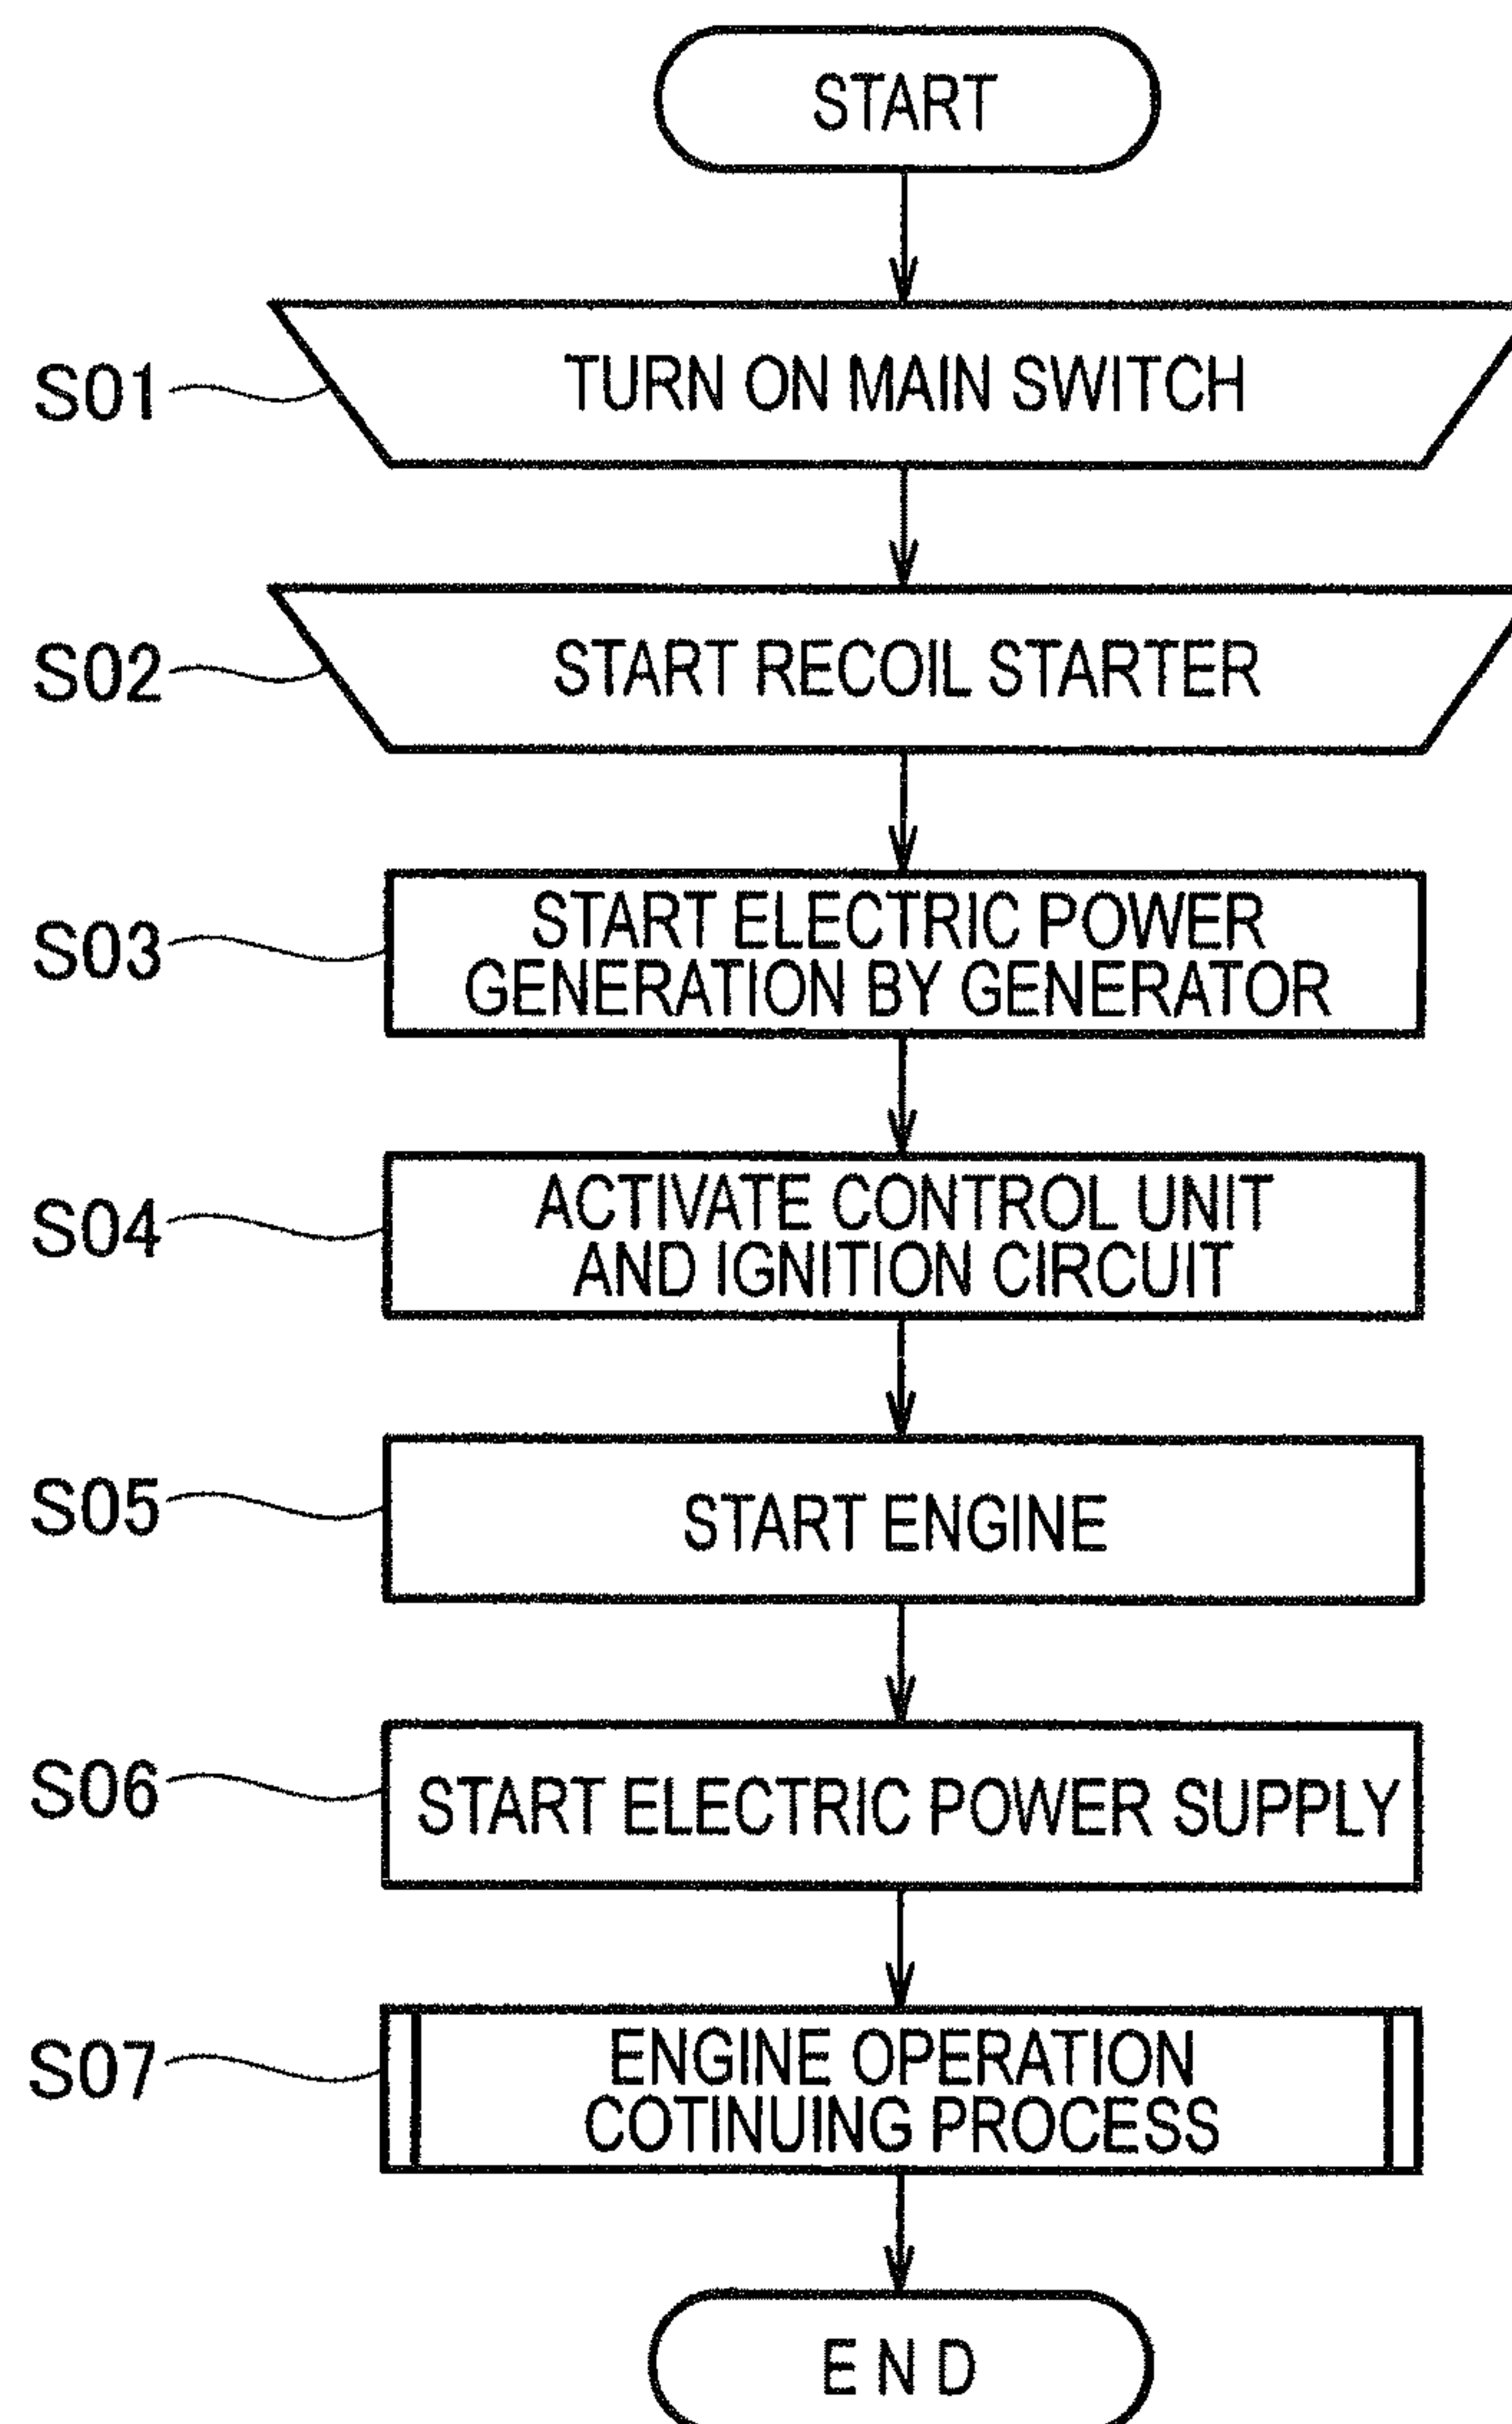 START
S01
TURN ON MAIN SWITCH
S02
START RECOIL STARTER
S03
START ELECTRIC POWER
GENERATION BY GENERATOR
S04
ACTIVATE CONTROL UNIT
AND IGNITION CIRCUIT
S05
START ENGINE
S06
START ELECTRIC POWER SUPPLY
S07
ENGINE OPERATION
COTINUING PROCESS
END